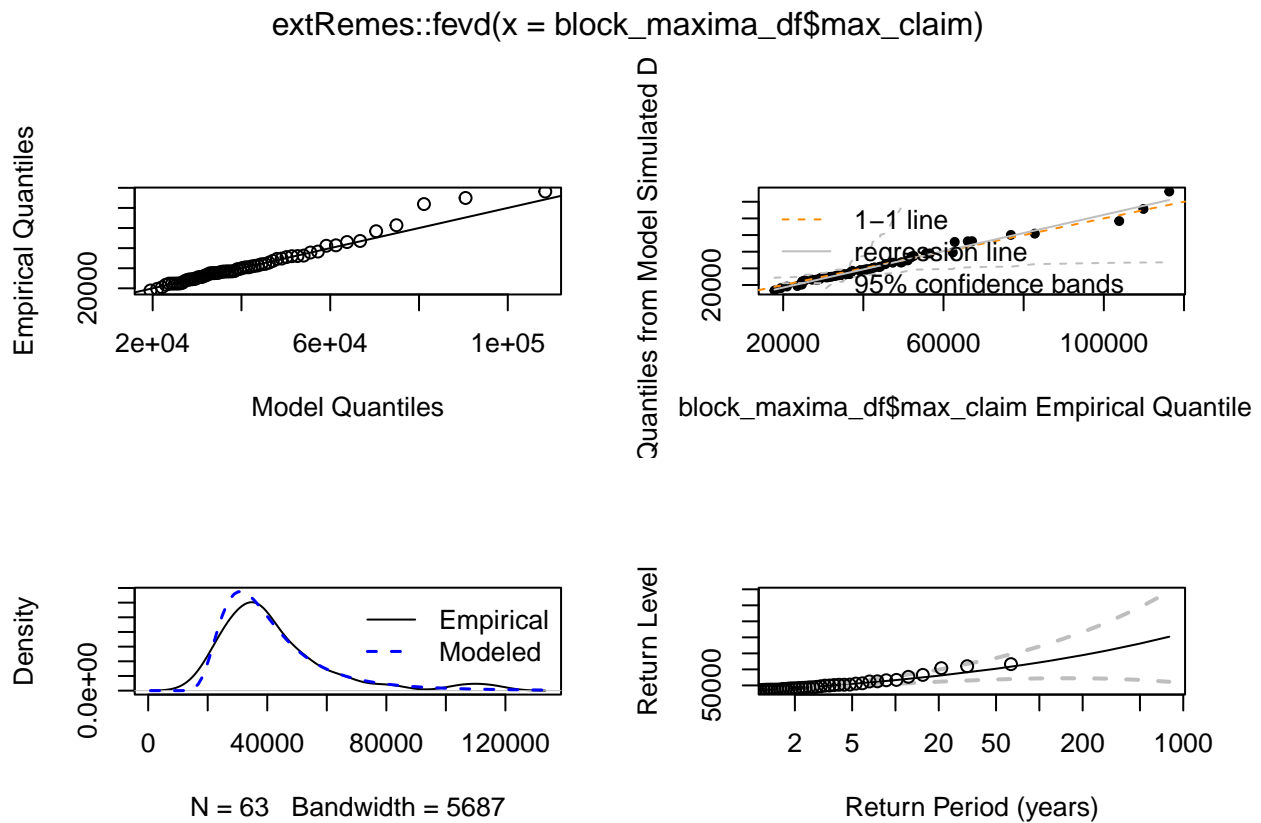 extRemes::fevd(x = block_maxima_df$max_claim)
Empirical Quantiles
20000
2e+04 6e+04 1e+05
Model Quantiles
Quantiles from Model Simulated D
20000
1−1 line
regression line
95% confidence bands
20000 60000 100000
block_maxima_df$max_claim Empirical Quantile
Density
0.0e+00
Empirical
Modeled
0 40000 80000 120000
N = 63 Bandwidth = 5687
Return Level
50000
2 5 20 50 200 1000
Return Period (years)